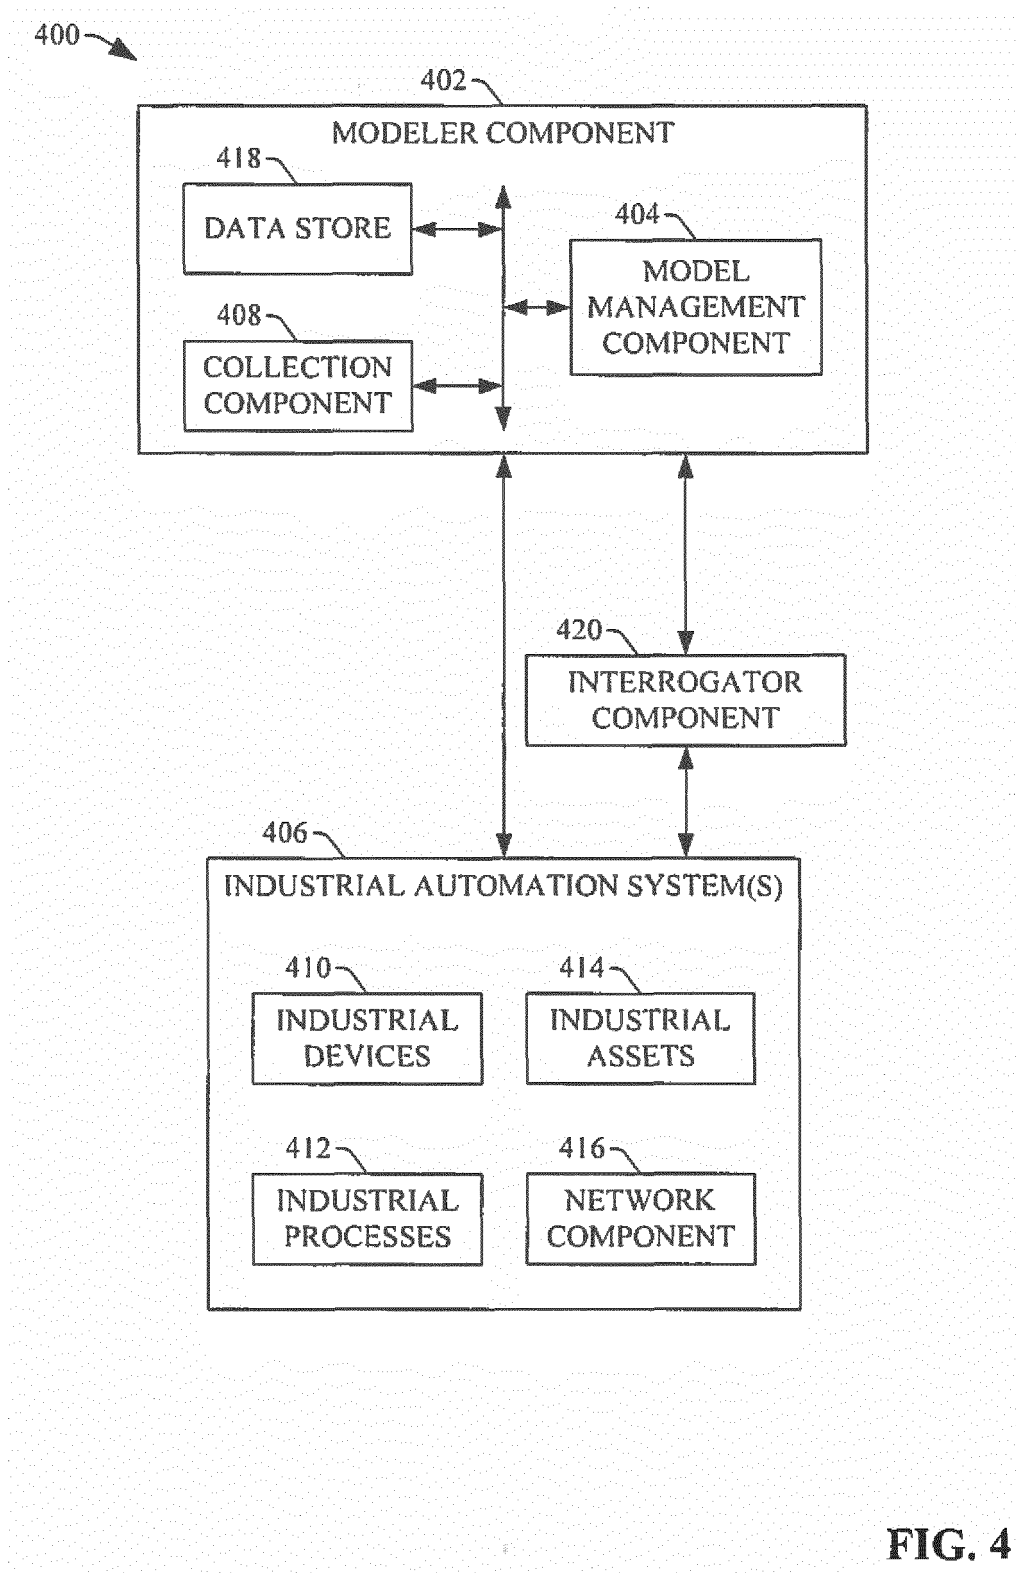 400
402
MODELER COMPONENT
418
DATA STORE
404
MODEL
MANAGEMENT
COMPONENT
408
COLLECTION
COMPONENT
420
INTERROGATOR
COMPONENT
406
INDUSTRIAL AUTOMATION SYSTEM(S)
410
INDUSTRIAL
DEVICES
414
INDUSTRIAL
ASSETS
412
INDUSTRIAL
PROCESSES
416
NETWORK
COMPONENT
FIG. 4